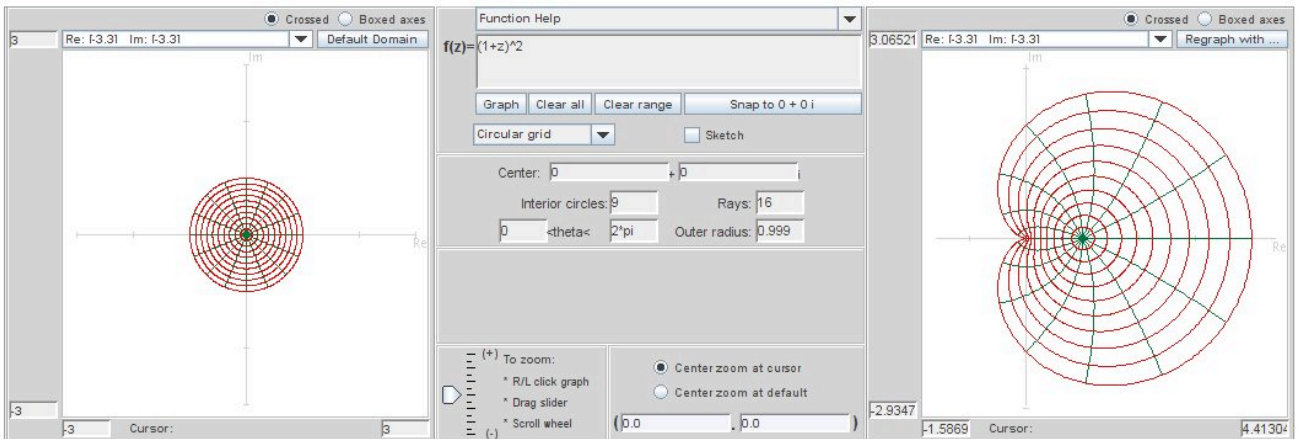 Crossed Boxed axes
3 Re: [-3.3] Im: [-3.3] Default Domain
Im
Re
-3
-3 Cursor: 3
Function Help
f(z)= (1+z)^2
Graph Clear all Clear range Snap to 0 + 0 i
Circular grid Sketch
Center: 0 + 0 i
Interior circles: 9 Rays: 16
0 <theta< 2*pi Outer radius: 0.999
(+) To zoom:
* R/L click graph
* Drag slider
* Scroll wheel
(-)
Center zoom at cursor
Center zoom at default
( 0.0 . 0.0 )
Crossed Boxed axes
3.06521 Re: [-3.3] Im: [-3.3] Regraph with ...
Im
Re
-2.9347
-1.5869 Cursor: 4.41304